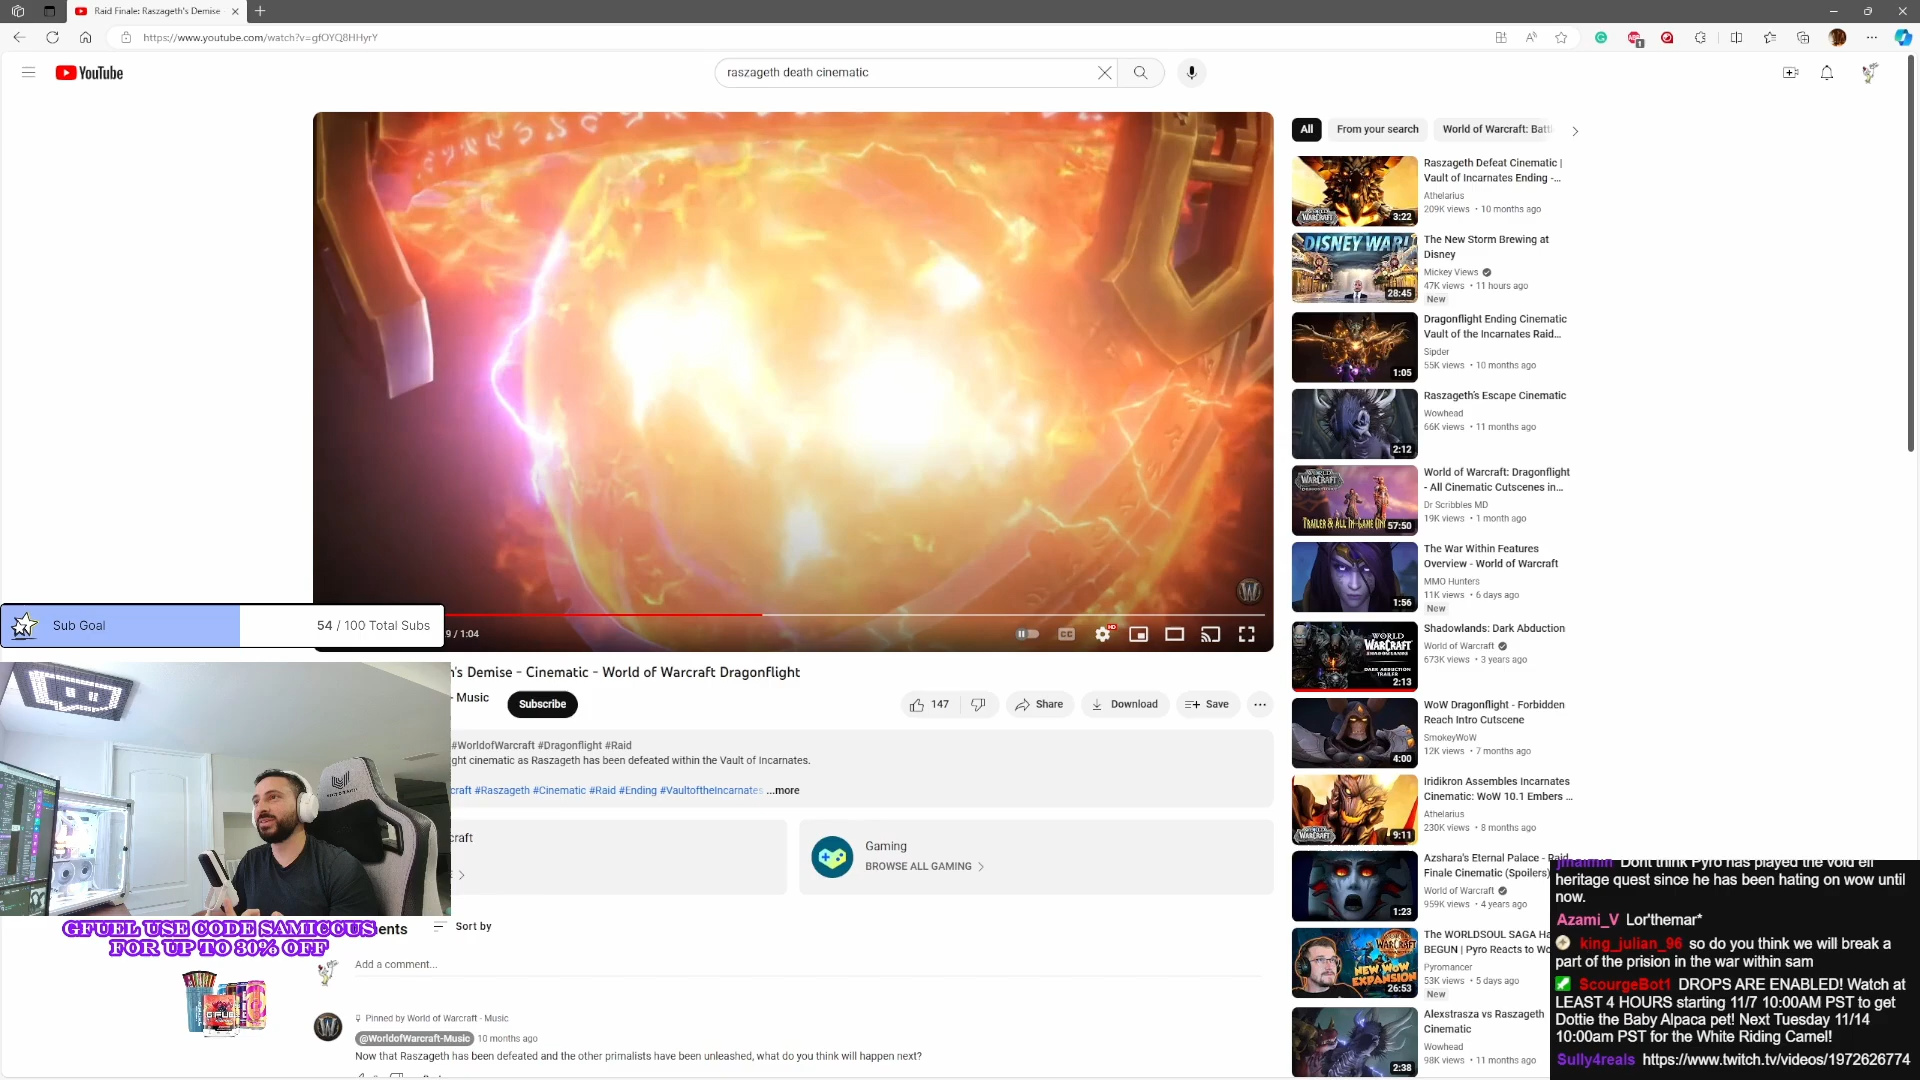 Raid Finale: Raszageth's Demise
https://www.youtube.com/watch?v=gfOYQ8HHyrY
YouTube
raszageth death cinematic
All
From your search
World of Warcraft: Battl
Raszageth Defeat Cinematic |
Vault of Incarnates Ending -...
Athelarius
209K views • 10 months ago
3:22
DISNEY WAR!
The New Storm Brewing at
Disney
Mickey Views
47K views • 11 hours ago
New
28:45
Dragonflight Ending Cinematic
Vault of the Incarnates Raid...
Sipder
55K views • 10 months ago
1:05
Raszageth's Escape Cinematic
Wowhead
66K views • 11 months ago
2:12
World of Warcraft: Dragonflight
- All Cinematic Cutscenes in...
Dr Scribbles MD
19K views • 1 month ago
57:50
The War Within Features
Overview - World of Warcraft
MMO Hunters
11K views • 6 days ago
New
1:56
Shadowlands: Dark Abduction
World of Warcraft
673K views • 3 years ago
2:13
WoW Dragonflight - Forbidden
Reach Intro Cutscene
SmokeyWoW
12K views • 7 months ago
4:00
Iridikron Assembles Incarnates
Cinematic: WoW 10.1 Embers ...
Athelarius
230K views • 8 months ago
9:11
Azshara's Eternal Palace - Raid
Finale Cinematic (Spoilers)
World of Warcraft
959K views • 4 years ago
1:23
The WORLDSOUL SAGA Ha
BEGUN | Pyro Reacts to Wo
Pyromancer
53K views • 5 days ago
New
NEW WOW
EXPANSION
26:53
Alexstrasza vs Raszageth
Cinematic
Wowhead
98K views • 11 months ago
2:38
Sub Goal
54 / 100 Total Subs
9 / 1:04
CC
HD
n's Demise - Cinematic - World of Warcraft Dragonflight
- Music
Subscribe
147
Share
Download
Save
#WorldofWarcraft #Dragonflight #Raid
ght cinematic as Raszageth has been defeated within the Vault of Incarnates.
craft #Raszageth #Cinematic #Raid #Ending #VaultoftheIncarnates ...more
craft
Gaming
BROWSE ALL GAMING
GFUEL USE CODE SAMICCUS
FOR UP TO 30% OFF
ents
Sort by
Add a comment...
Pinned by World of Warcraft - Music
@WorldofWarcraft-Music 10 months ago
Now that Raszageth has been defeated and the other primalists have been unleashed, what do you think will happen next?
Dont think Pyro has played the void elf
heritage quest since he has been hating on wow until
now.
Azami_V Lor'themar*
king_julian_96 so do you think we will break a
part of the prision in the war within sam
ScourgeBot1 DROPS ARE ENABLED! Watch at
LEAST 4 HOURS starting 11/7 10:00AM PST to get
Dottie the Baby Alpaca pet! Next Tuesday 11/14
10:00am PST for the White Riding Camel!
Sully4reals https://www.twitch.tv/videos/1972626774